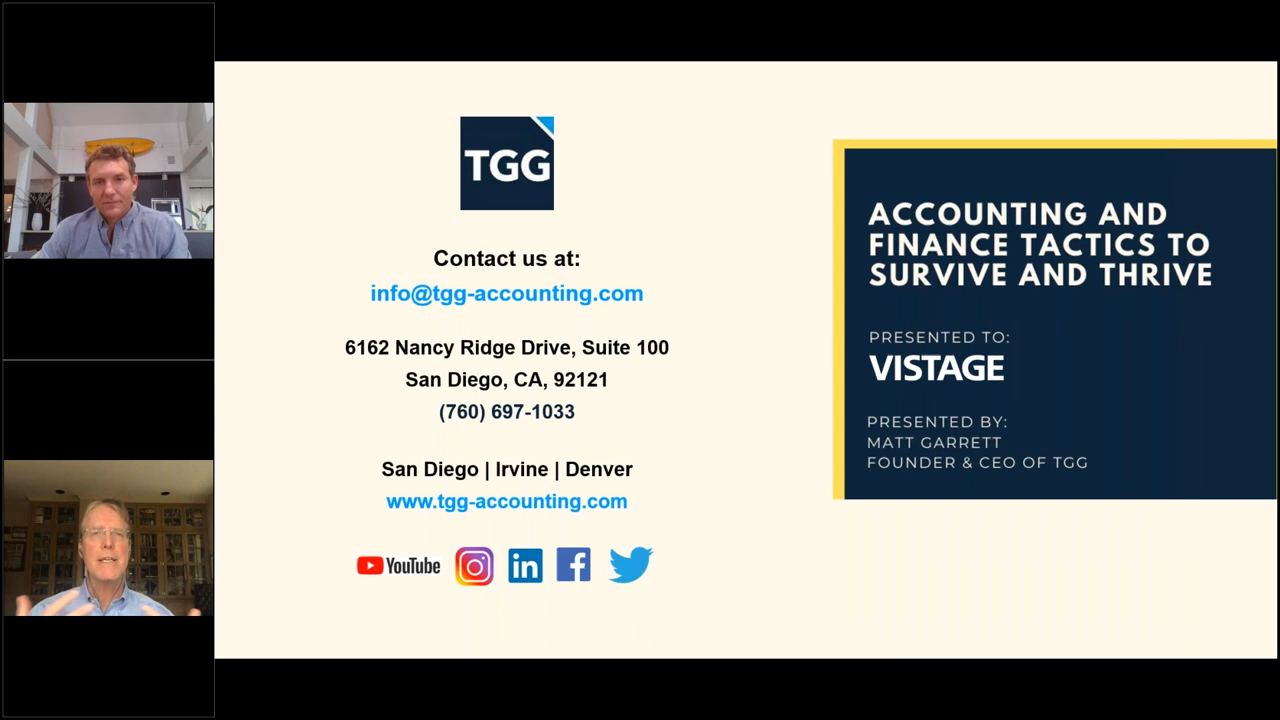 TGG
Contact us at:
info@tgg-accounting.com
6162 Nancy Ridge Drive, Suite 100
San Diego, CA, 92121
(760) 697-1033
San Diego | Irvine | Denver
www.tgg-accounting.com
YouTube
in
f
ACCOUNTING AND
FINANCE TACTICS TO
SURVIVE AND THRIVE
PRESENTED TO:
VISTAGE
PRESENTED BY:
MATT GARRETT
FOUNDER & CEO OF TGG